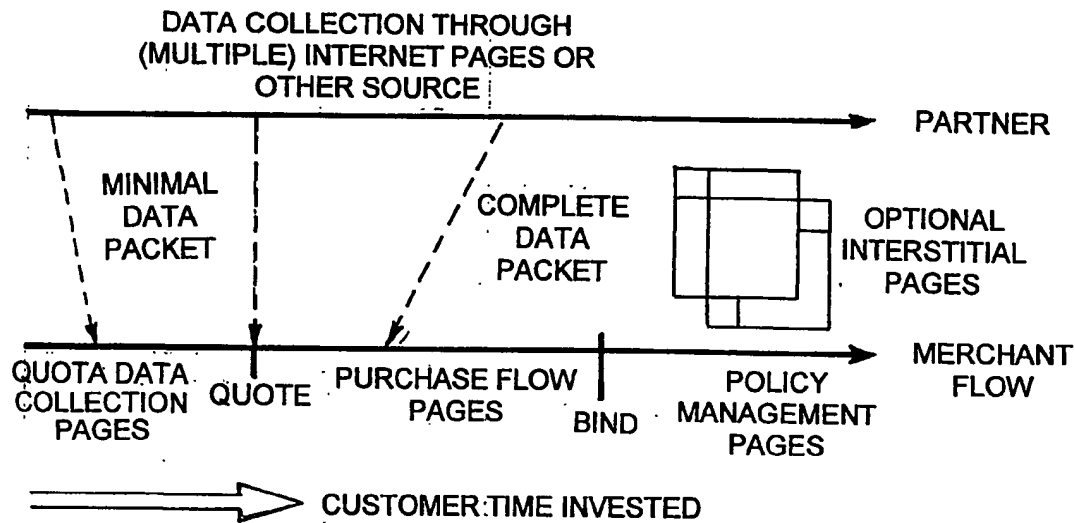 DATA COLLECTION THROUGH
(MULTIPLE) INTERNET PAGES OR
OTHER SOURCE
PARTNER
MINIMAL
DATA
PACKET
COMPLETE
DATA
PACKET
OPTIONAL
INTERSTITIAL
PAGES
QUOTA DATA
COLLECTION
PAGES
QUOTE
PURCHASE FLOW
PAGES
BIND
POLICY
MANAGEMENT
PAGES
MERCHANT
FLOW
CUSTOMER TIME INVESTED